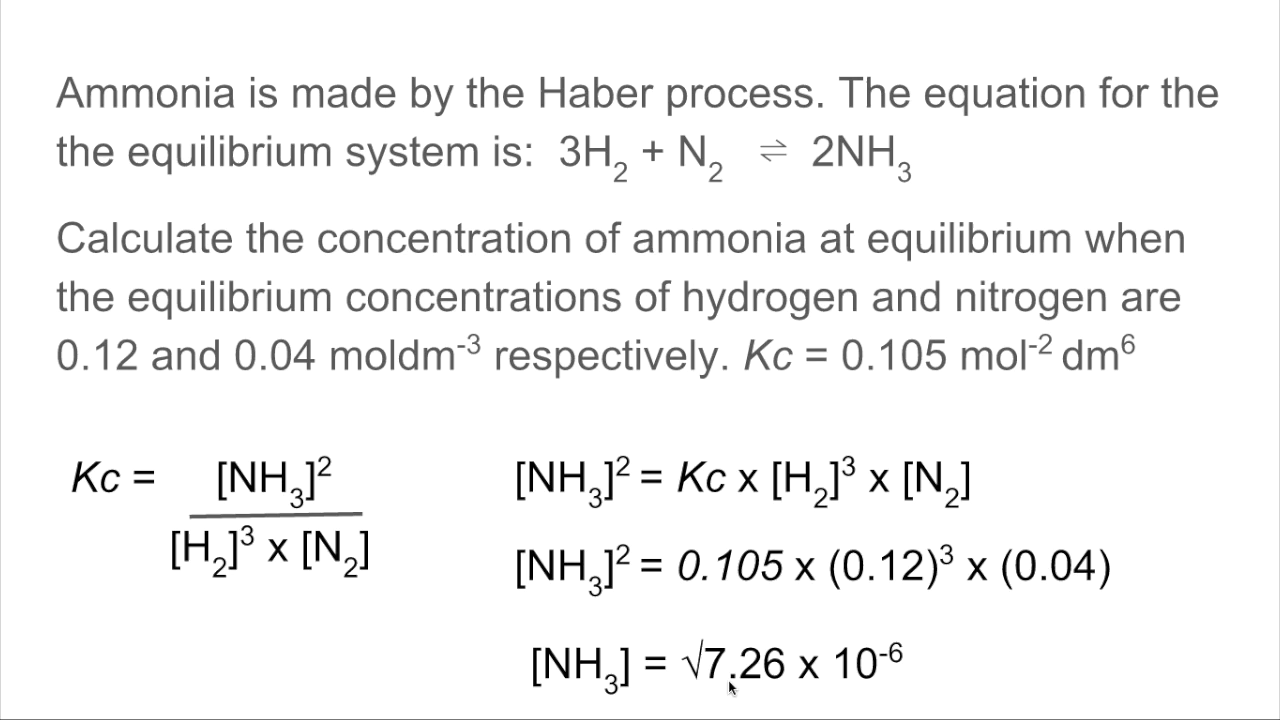 Ammonia is made by the Haber process. The equation for the
the equilibrium system is: 3H₂ + N₂ ⇌ 2NH₃
Calculate the concentration of ammonia at equilibrium when
the equilibrium concentrations of hydrogen and nitrogen are
0.12 and 0.04 moldm⁻³ respectively. Kc = 0.105 mol⁻² dm⁶
Kc = [NH₃]²
[H₂]³ x [N₂]
[NH₃]² = Kc x [H₂]³ x [N₂]
[NH₃]² = 0.105 x (0.12)³ x (0.04)
[NH₃] = √7.26 x 10⁻⁶